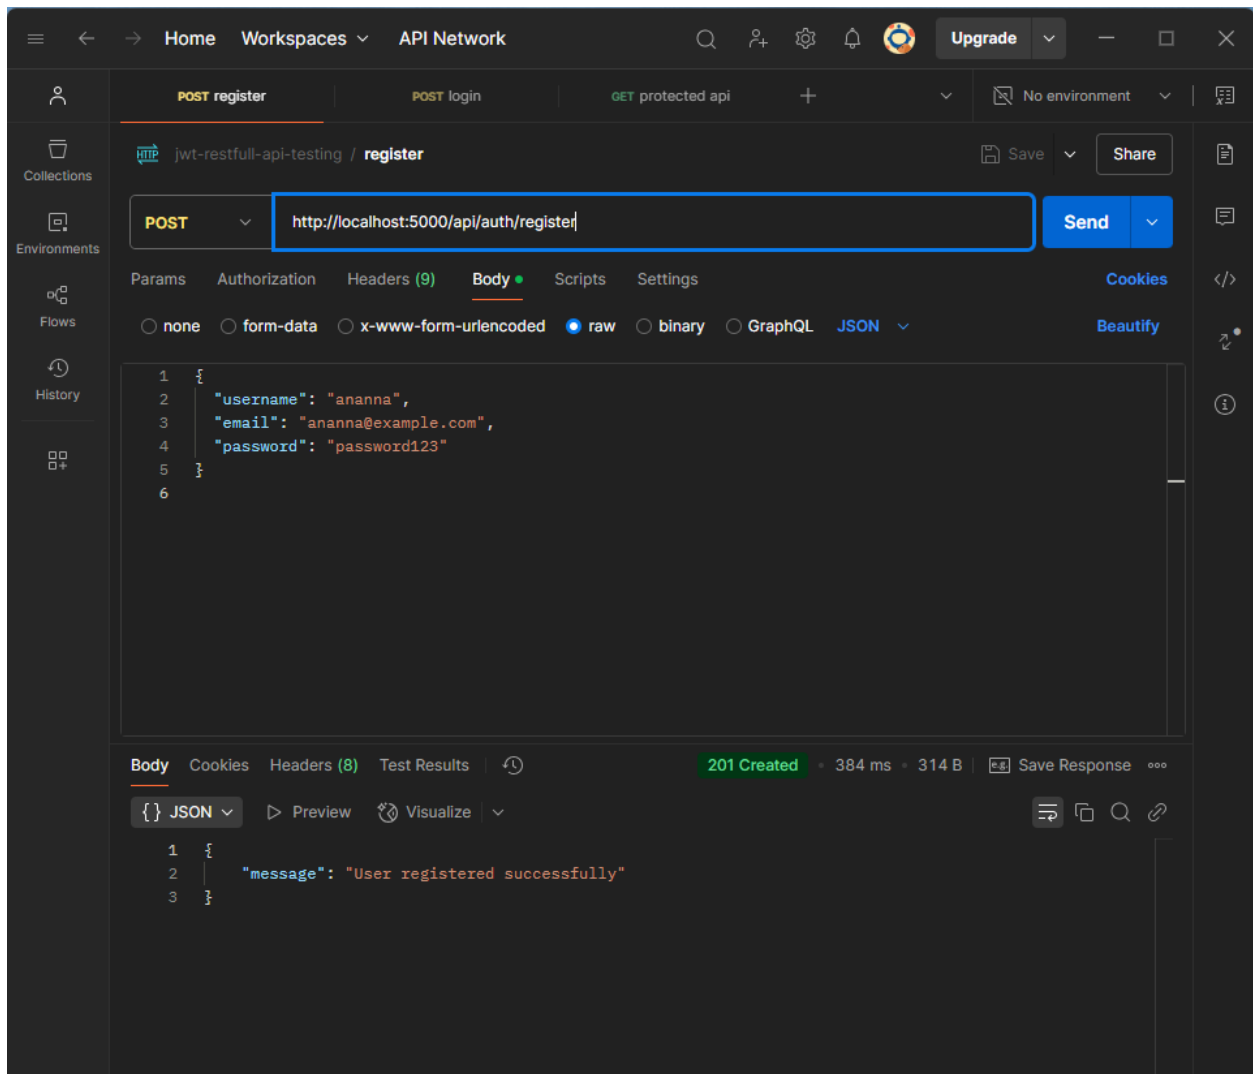 Home Workspaces API Network Upgrade
POST register POST login GET protected api No environment
HTTP jwt-restfull-api-testing / register Save Share
POST http://localhost:5000/api/auth/register Send
Params Authorization Headers (9) Body Scripts Settings Cookies
none form-data x-www-form-urlencoded raw binary GraphQL JSON Beautify
Collections
Environments
Flows
History
1 {
2 "username": "ananna",
3 "email": "ananna@example.com",
4 "password": "password123"
5 }
6
Body Cookies Headers (8) Test Results 201 Created 384 ms 314 B e.g. Save Response
{} JSON Preview Visualize
1 {
2 "message": "User registered successfully"
3 }